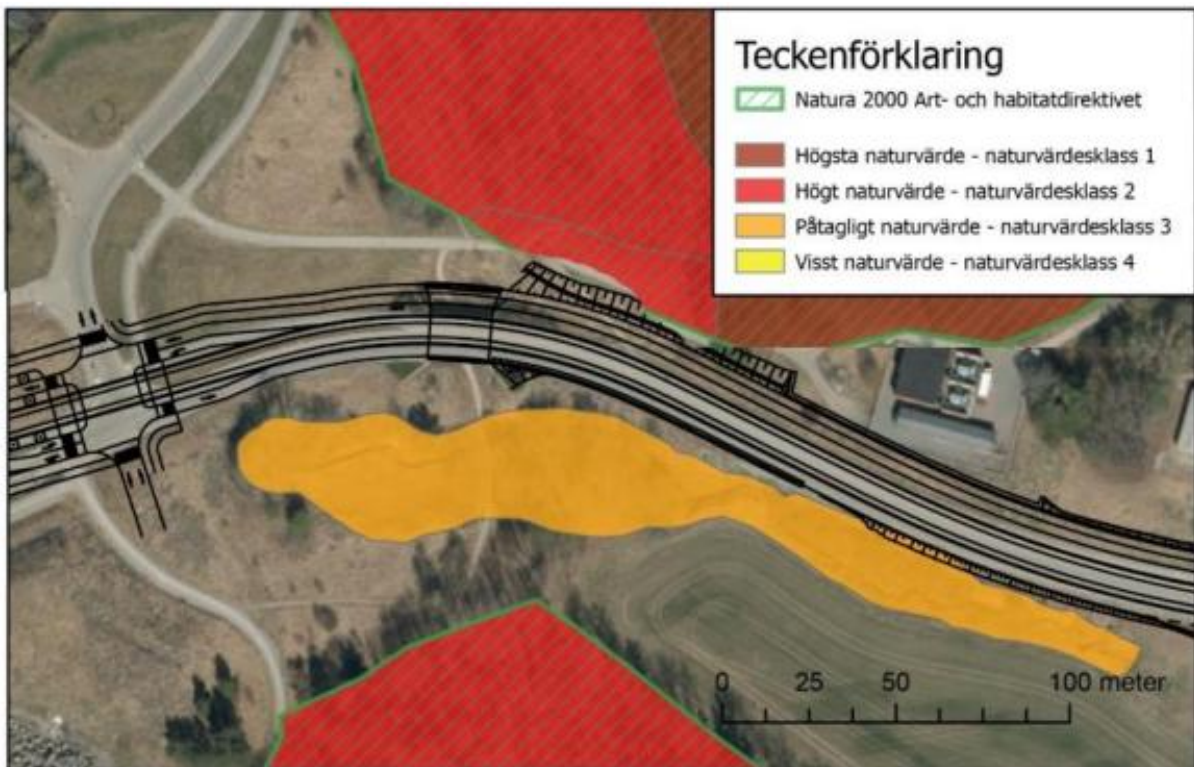 Teckenförklaring
Natura 2000 Art- och habitatdirektivet
Högsta naturvärde - naturvärdesklass 1
Högt naturvärde - naturvärdesklass 2
Påtagligt naturvärde - naturvärdesklass 3
Visst naturvärde - naturvärdesklass 4
0 25 50 100 meter